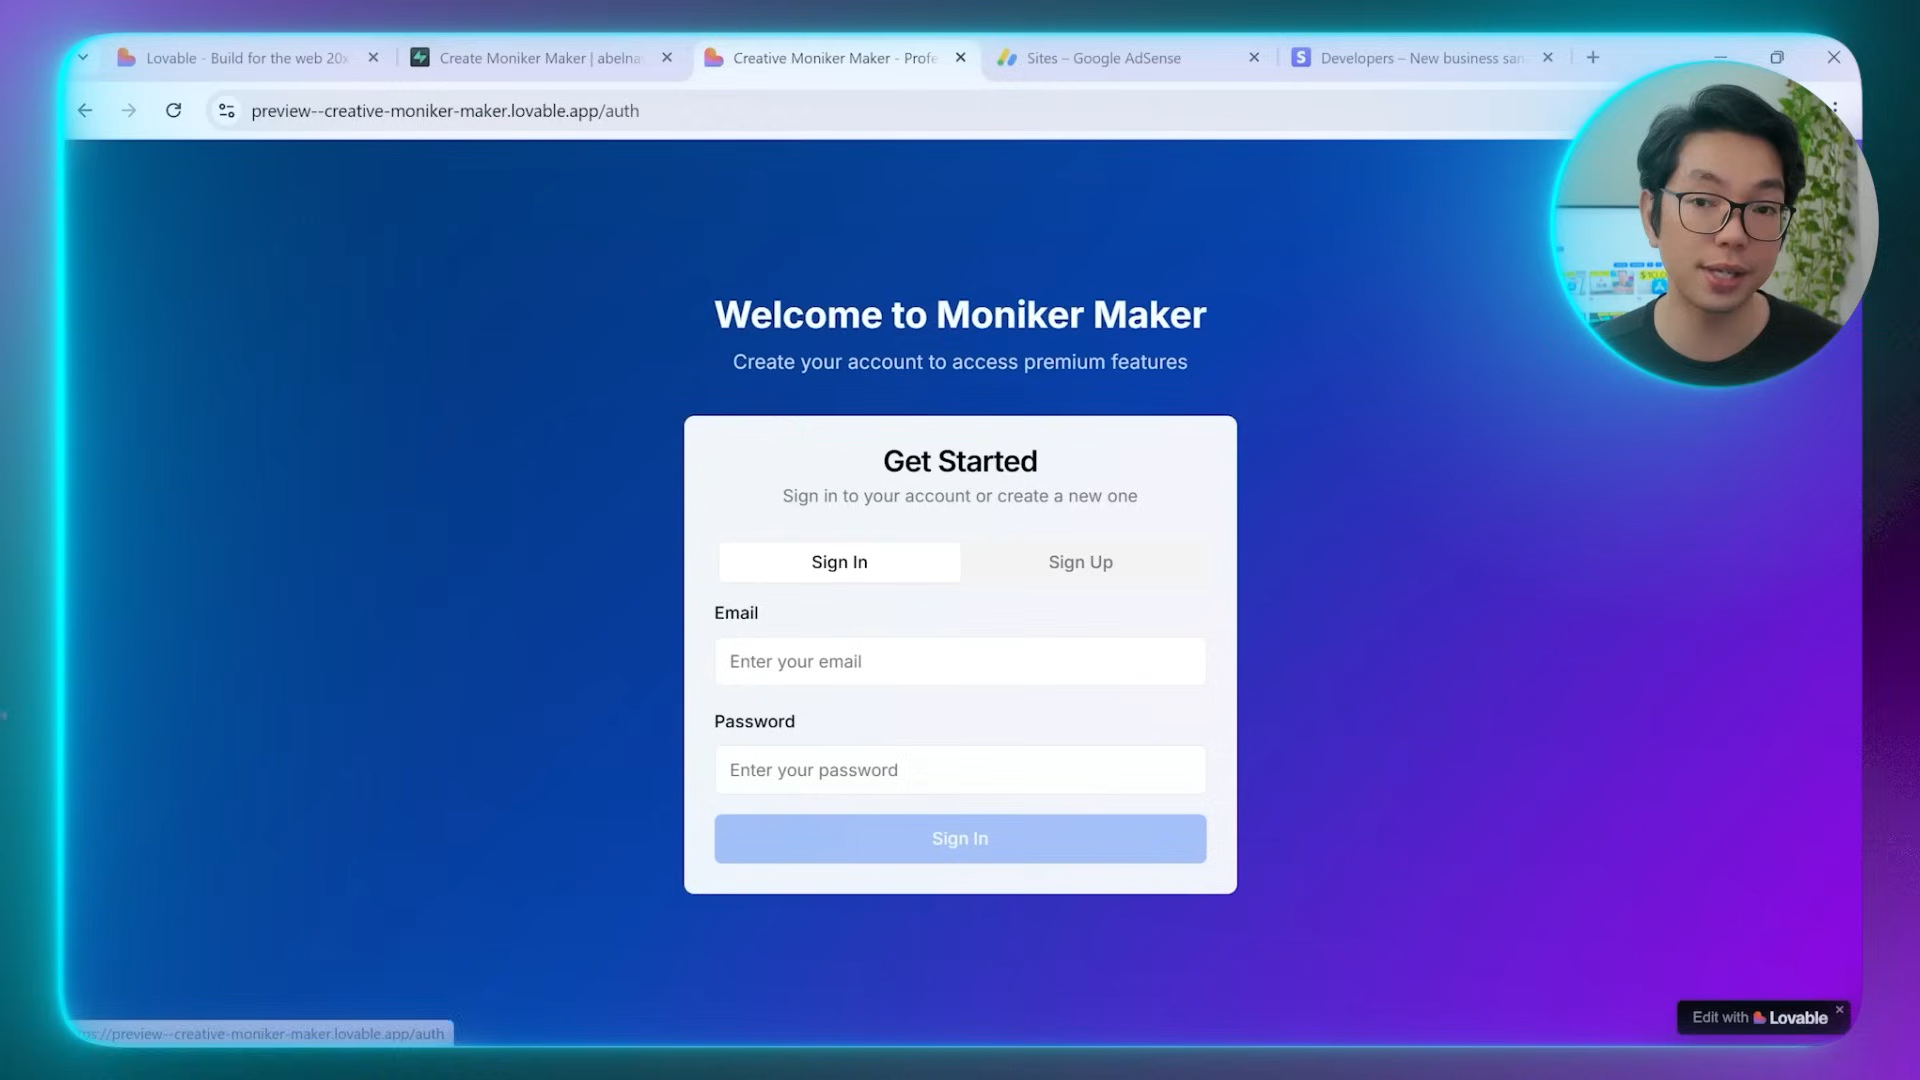 Lovable - Build for the web 20x
Create Moniker Maker | abelna
Creative Moniker Maker - Profe
Sites – Google AdSense
S
Developers – New business san
preview--creative-moniker-maker.lovable.app/auth
$10.0
Welcome to Moniker Maker
Create your account to access premium features
Get Started
Sign in to your account or create a new one
Sign In
Sign Up
Email
Enter your email
Password
Enter your password
Sign In
Edit with Lovable
ps://preview--creative-moniker-maker.lovable.app/auth